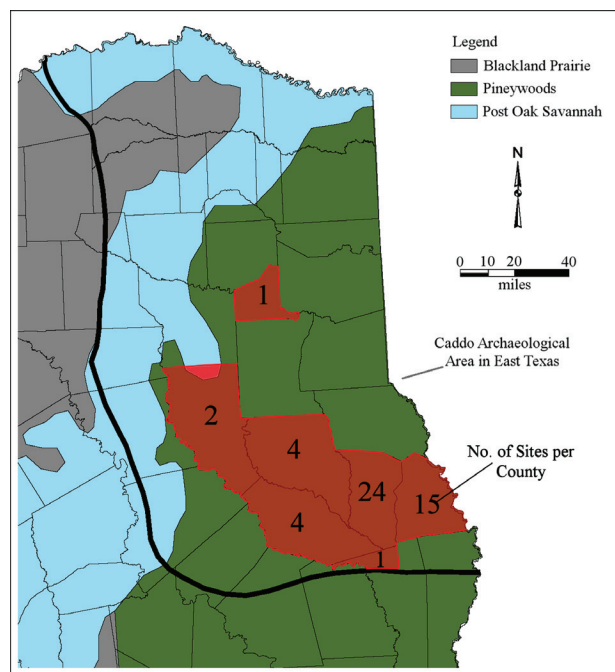 Legend
Blackland Prairie
Pineywoods
Post Oak Savannah
N
0 10 20 40
miles
1
Caddo Archaeological
Area in East Texas
2
4
No. of Sites per
County
24
15
4
1